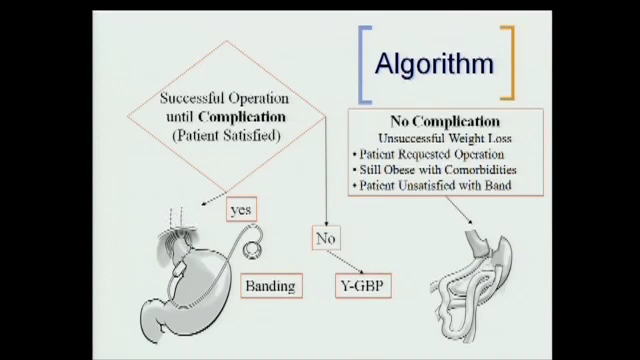 Algorithm
Successful Operation
until Complication
(Patient Satisfied)
No Complication
Unsuccessful Weight Loss
• Patient Requested Operation
• Still Obese with Comorbidities
• Patient Unsatisfied with Band
yes
No
Banding
Y-GBP